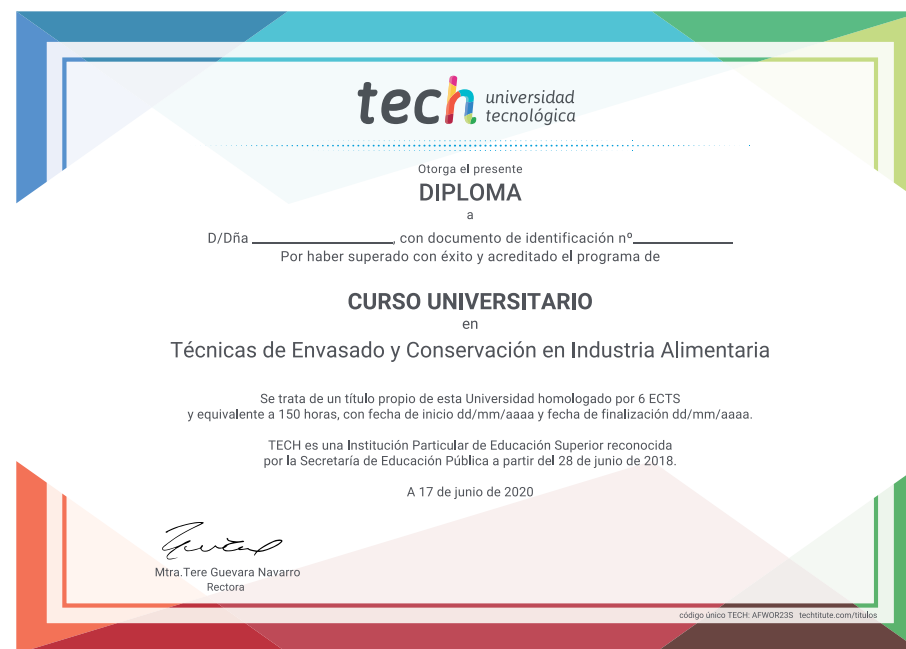 tech universidad
tecnológica
Otorga el presente
DIPLOMA
a
D/Dña ____________________, con documento de identificación nº______________
Por haber superado con éxito y acreditado el programa de
CURSO UNIVERSITARIO
en
Técnicas de Envasado y Conservación en Industria Alimentaria
Se trata de un título propio de esta Universidad homologado por 6 ECTS
y equivalente a 150 horas, con fecha de inicio dd/mm/aaaa y fecha de finalización dd/mm/aaaa.
TECH es una Institución Particular de Educación Superior reconocida
por la Secretaría de Educación Pública a partir del 28 de junio de 2018.
A 17 de junio de 2020
Mtra.Tere Guevara Navarro
Rectora
código único TECH: AFWOR23S techtitute.com/titulos